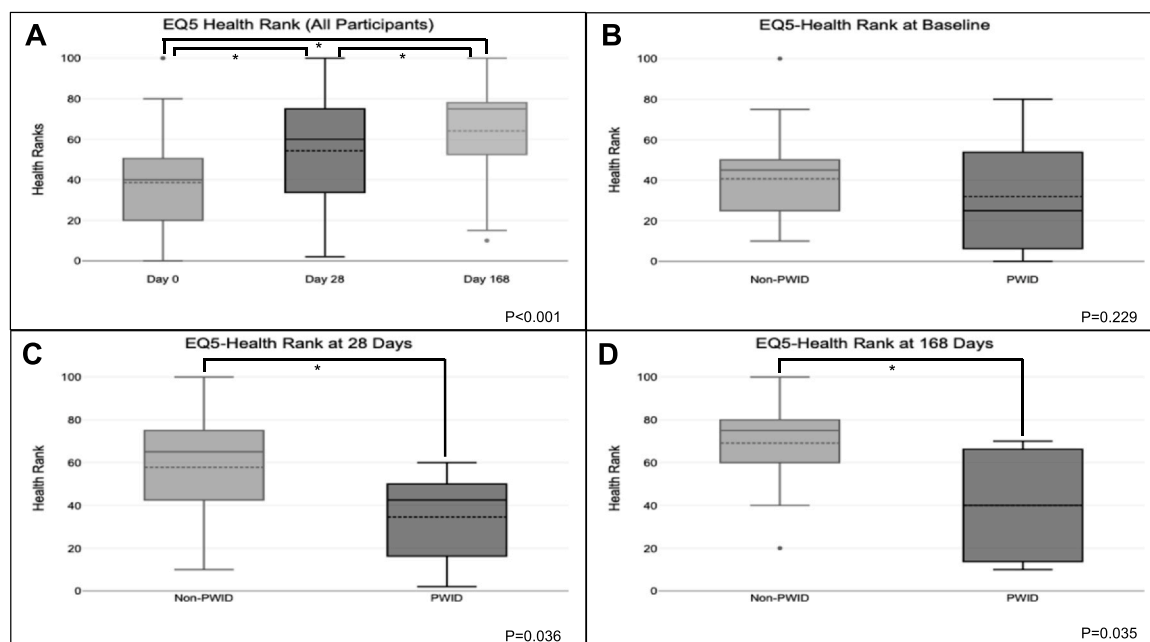 A
EQ5 Health Rank (All Participants)
*
* *
100
80
60
40
20
0
Health Ranks
Day 0 Day 28 Day 168
P<0.001
B
EQ5-Health Rank at Baseline
100
80
60
40
20
0
Health Rank
Non-PWID PWID
P=0.229
C
EQ5-Health Rank at 28 Days
*
100
80
60
40
20
0
Health Rank
Non-PWID PWID
P=0.036
D
EQ5-Health Rank at 168 Days
*
100
80
60
40
20
0
Health Rank
Non-PWID PWID
P=0.035